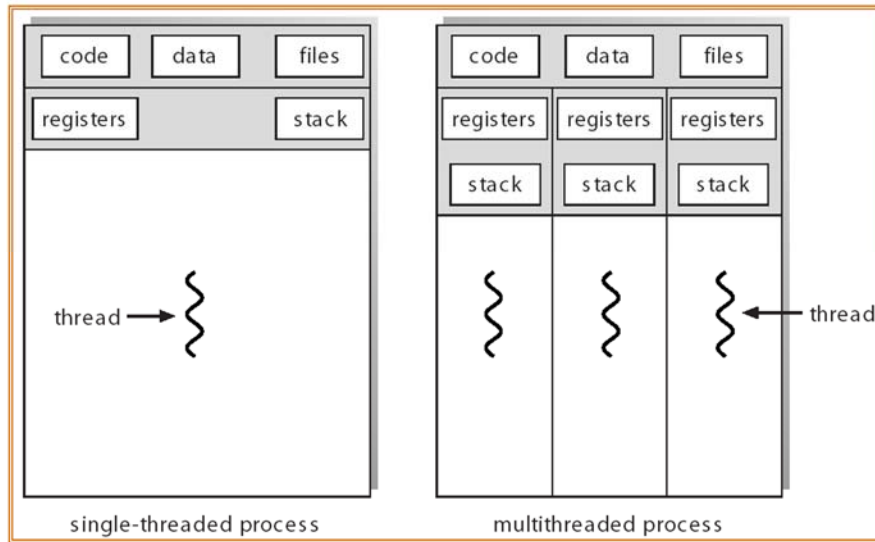 code data files
registers stack
thread
single-threaded process
code data files
registers registers registers
stack stack stack
thread
multithreaded process